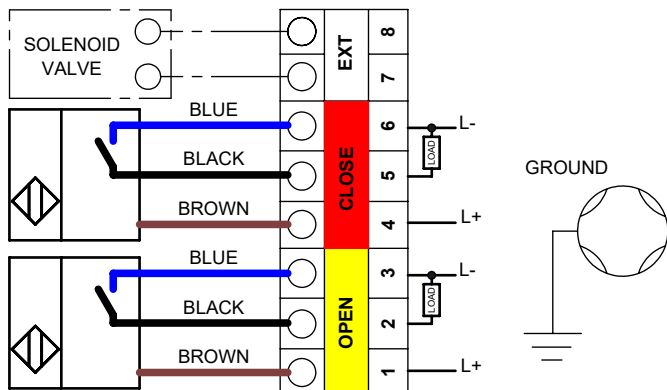 SOLENOID
VALVE
EXT
8
7
BLUE
6
L-
LOAD
BLACK
5
CLOSE
BROWN
4
L+
GROUND
BLUE
3
L-
LOAD
BLACK
2
OPEN
BROWN
1
L+